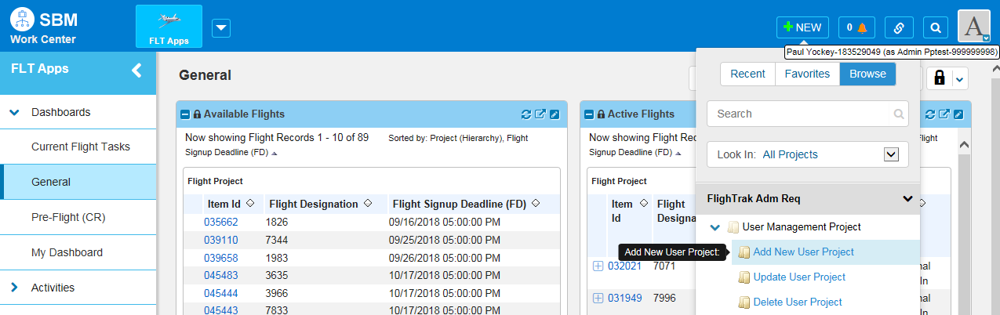 SBM
Work Center
FLT Apps
+ NEW
0
A
Paul Yockey-183529049 (as Admin Pptest-999999998)
FLT Apps
Dashboards
Current Flight Tasks
General
Pre-Flight (CR)
My Dashboard
Activities
General
Available Flights
Now showing Flight Records 1 - 10 of 89 Sorted by: Project (Hierarchy), Flight
Signup Deadline (FD)
Flight Project
Item Id Flight Designation Flight Signup Deadline (FD)
035662 1826 09/16/2018 05:00:00 PM
039110 7344 09/25/2018 05:00:00 PM
039658 1983 09/26/2018 05:00:00 PM
045483 3635 10/17/2018 05:00:00 PM
045444 3966 10/17/2018 05:00:00 PM
045443 7833 10/17/2018 05:00:00 PM
Active Flights
Now showing Flight Rec
Flight
Signup Deadline (FD)
Flight Project
Item
Id
Flight
Designa
032021 7071
nal
In
031949 7996
nal
In
Recent Favorites Browse
Search
Look In: All Projects
FlighTrak Adm Req
User Management Project
Add New User Project:
Add New User Project
Update User Project
Delete User Project